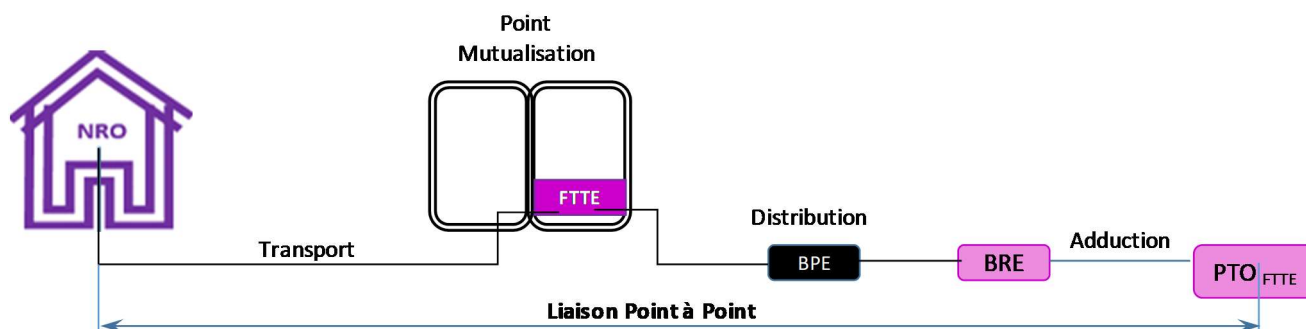 Point
Mutualisation
NRO
FTTE
Transport
Distribution
BPE
BRE
Adduction
PTO FTTE
Liaison Point à Point